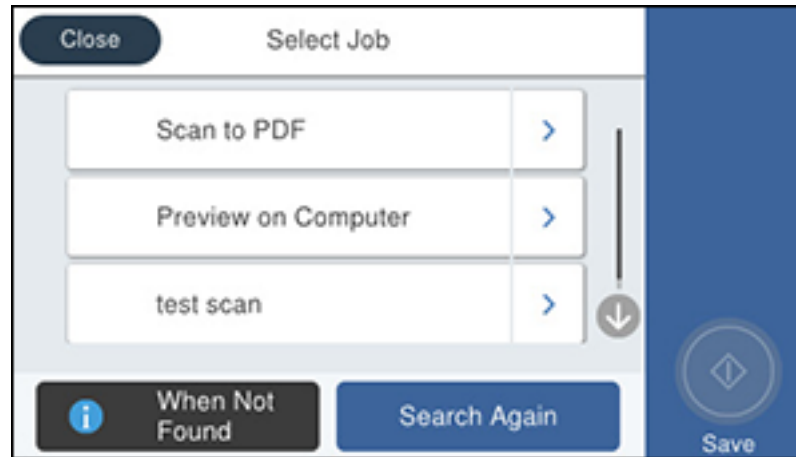 Close
Select Job
Scan to PDF
Preview on Computer
test scan
When Not
Found
Search Again
Save